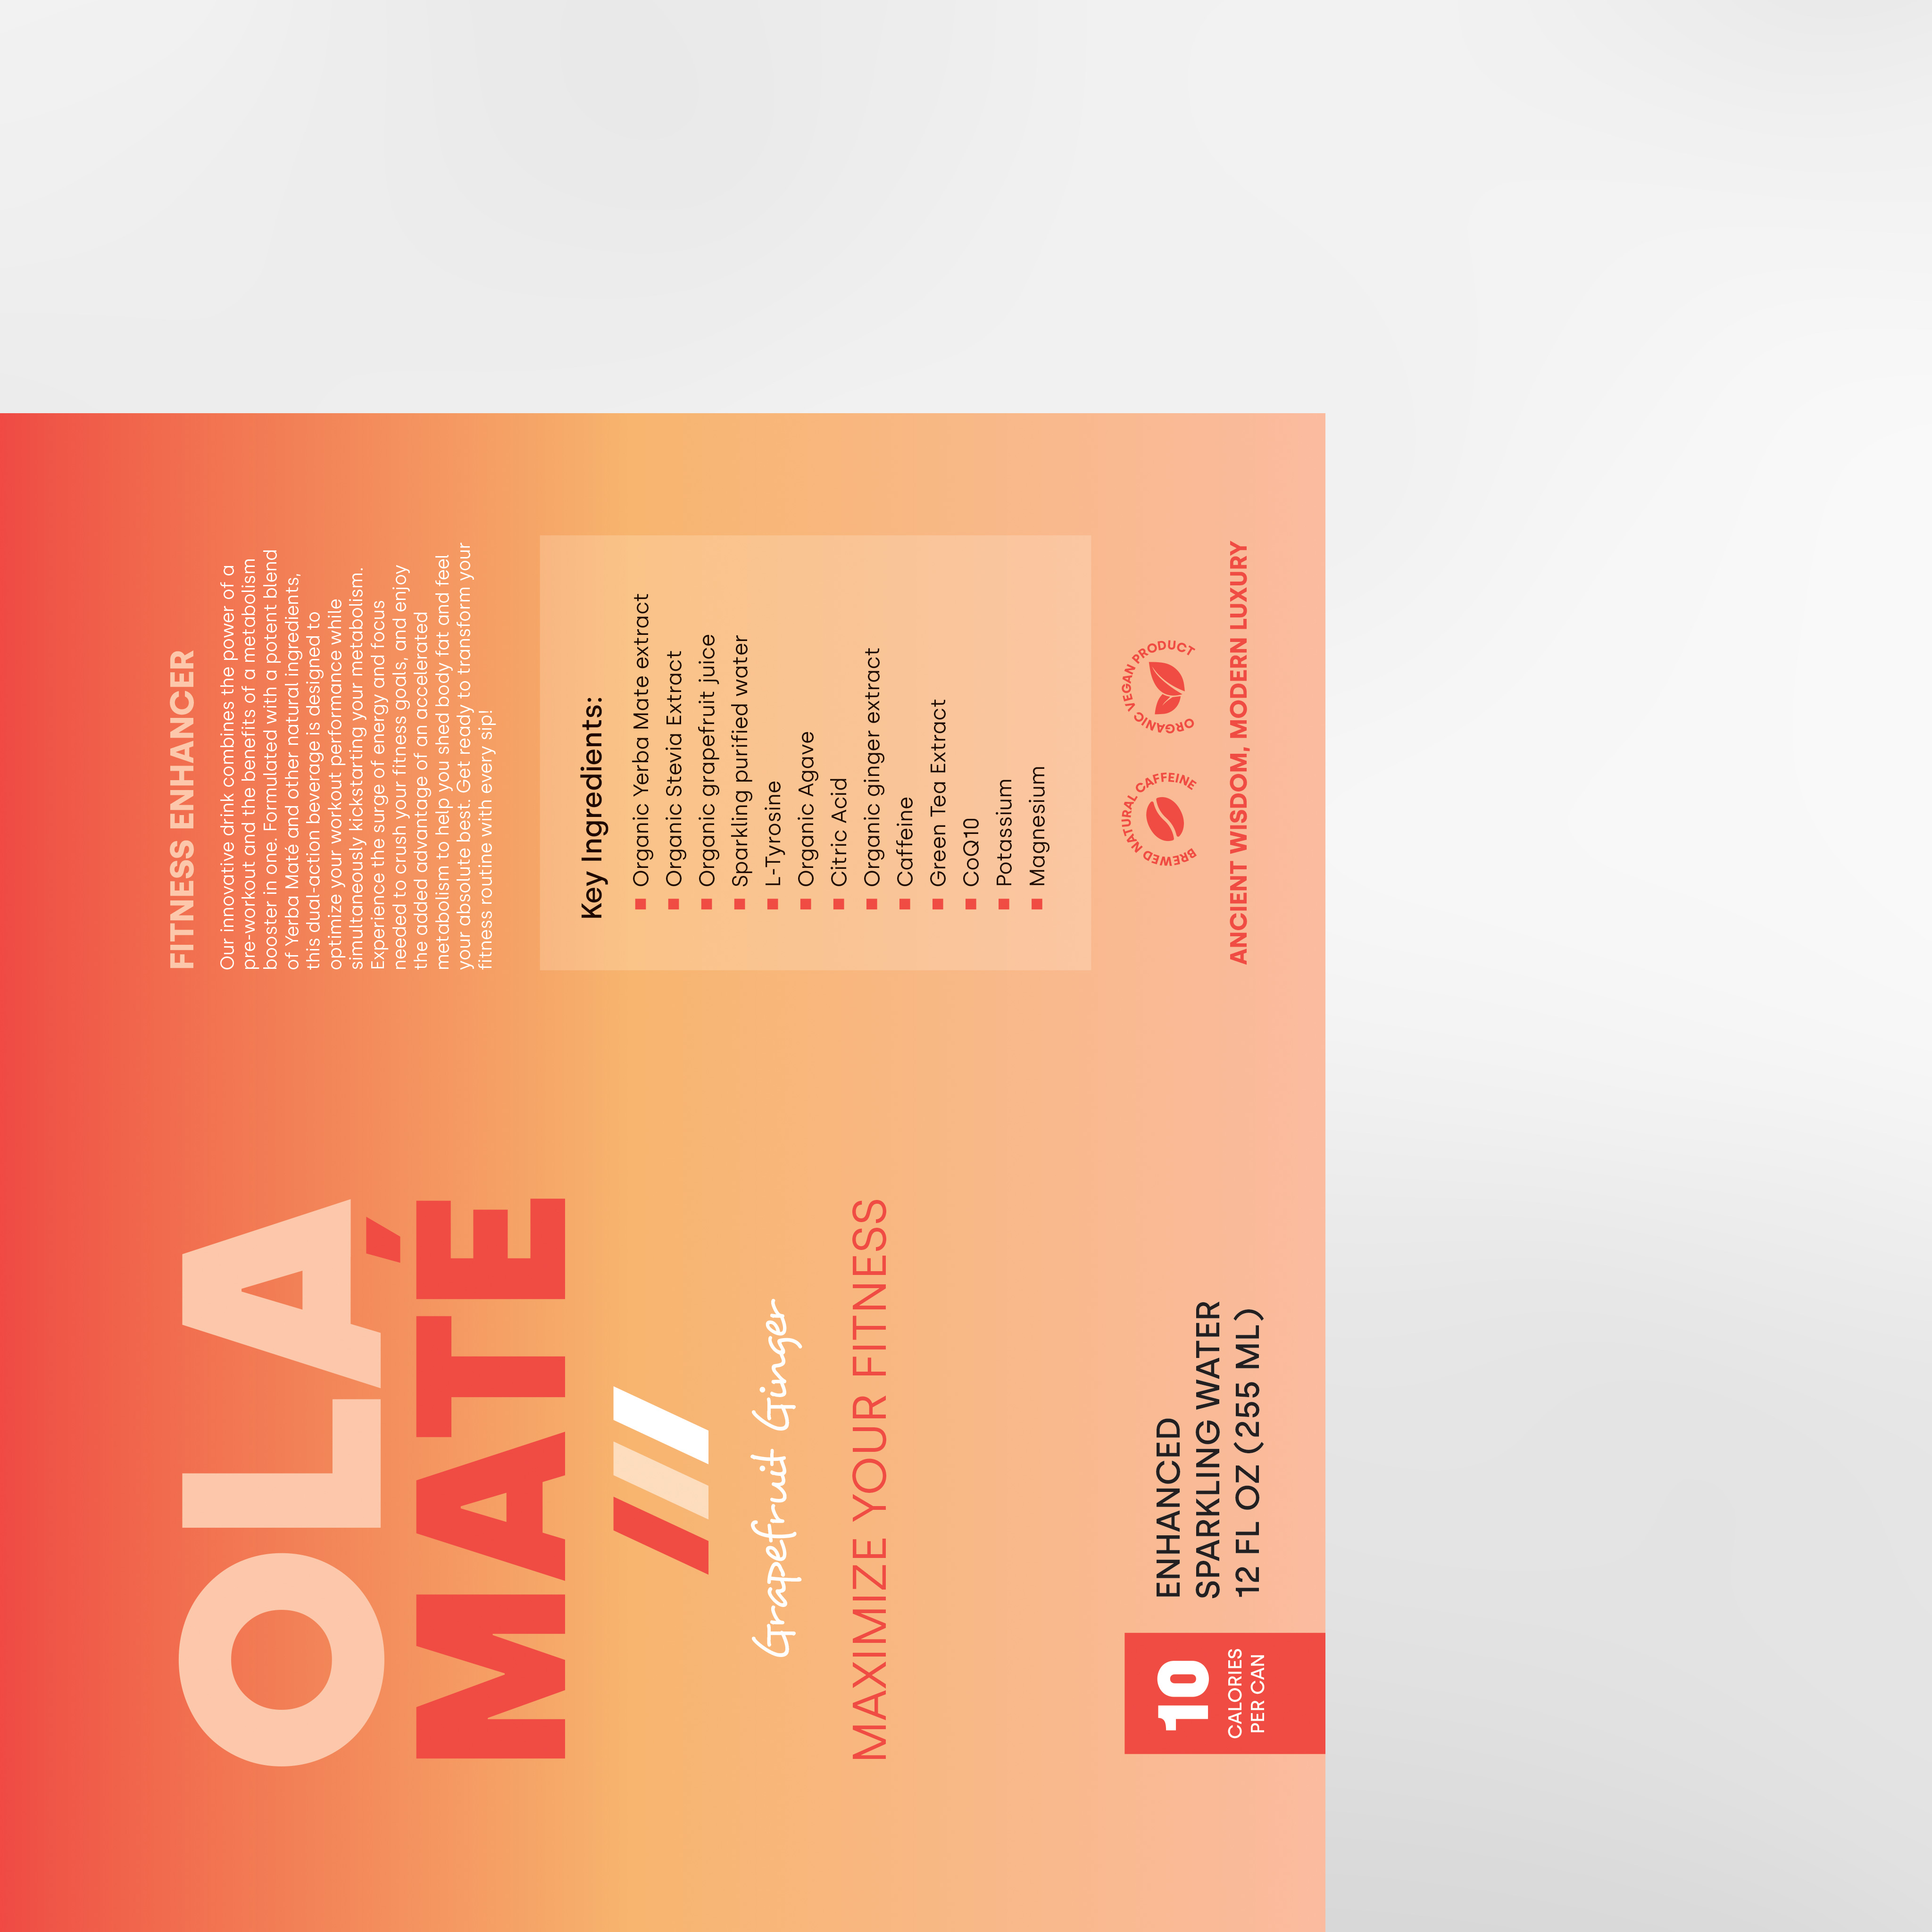 OLA
MATÉ
Grapefruit Ginger
MAXIMIZE YOUR FITNESS
10
CALORIES
PER CAN
ENHANCED
SPARKLING WATER
12 FL OZ (255 ML)
FITNESS ENHANCER
Our innovative drink combines the power of a
pre-workout and the benefits of a metabolism
booster in one. Formulated with a potent blend
of Yerba Maté and other natural ingredients,
this dual-action beverage is designed to
optimize your workout performance while
simultaneously kickstarting your metabolism.
Experience the surge of energy and focus
needed to crush your fitness goals, and enjoy
the added advantage of an accelerated
metabolism to help you shed body fat and feel
your absolute best. Get ready to transform your
fitness routine with every sip!
Key Ingredients:
Organic Yerba Mate extract
Organic Stevia Extract
Organic grapefruit juice
Sparkling purified water
L-Tyrosine
Organic Agave
Citric Acid
Organic ginger extract
Caffeine
Green Tea Extract
CoQ10
Potassium
Magnesium
BREWED NATURAL CAFFEINE
ORGANIC VEGAN PRODUCT
ANCIENT WISDOM, MODERN LUXURY